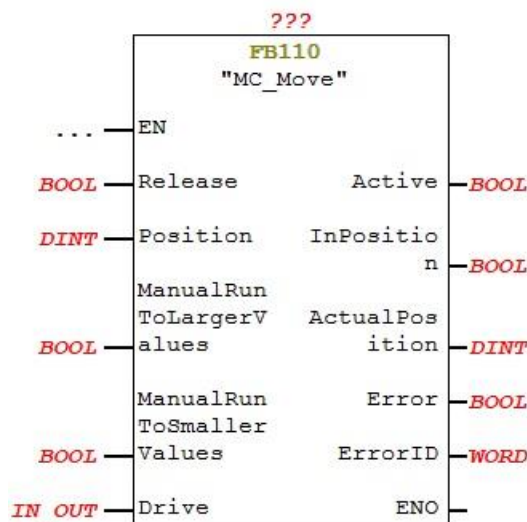 ???
FB110
"MC_Move"
... EN
BOOL Release Active BOOL
DINT Position InPositio
n BOOL
ManualRun
ToLargerV ActualPos
BOOL alues ition DINT
ManualRun Error BOOL
ToSmaller
BOOL Values ErrorID WORD
IN OUT Drive ENO